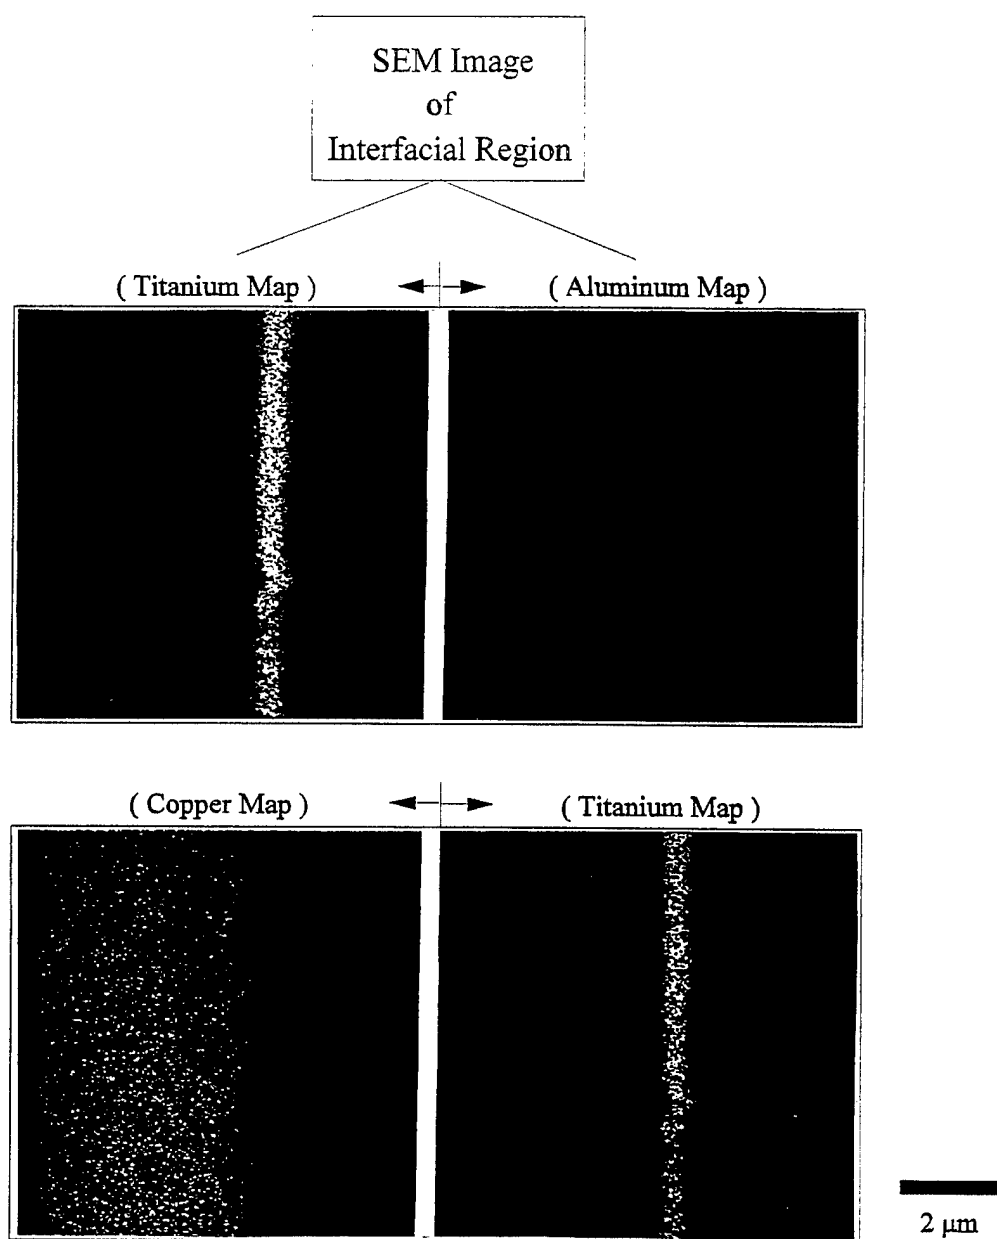 SEM Image
of
Interfacial Region
( Titanium Map )
( Aluminum Map )
( Copper Map )
( Titanium Map )
2 μm